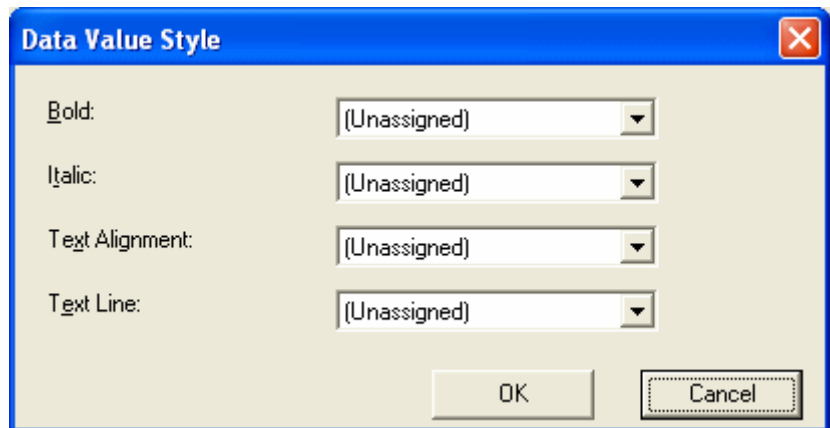 Data Value Style
Bold: (Unassigned)
Italic: (Unassigned)
Text Alignment: (Unassigned)
Text Line: (Unassigned)
OK Cancel